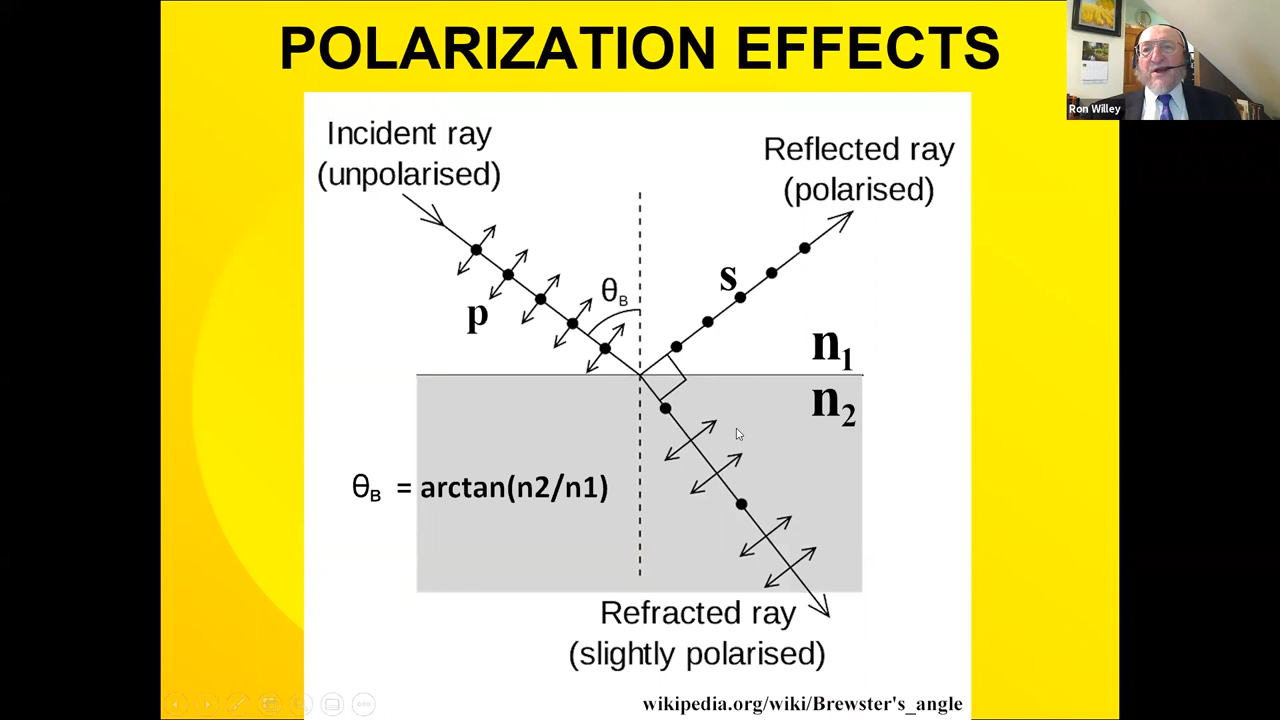 POLARIZATION EFFECTS
Ron Willey
Incident ray
(unpolarised)
Reflected ray
(polarised)
θB
s
p
n1
n2
θB = arctan(n2/n1)
Refracted ray
(slightly polarised)
wikipedia.org/wiki/Brewster's_angle